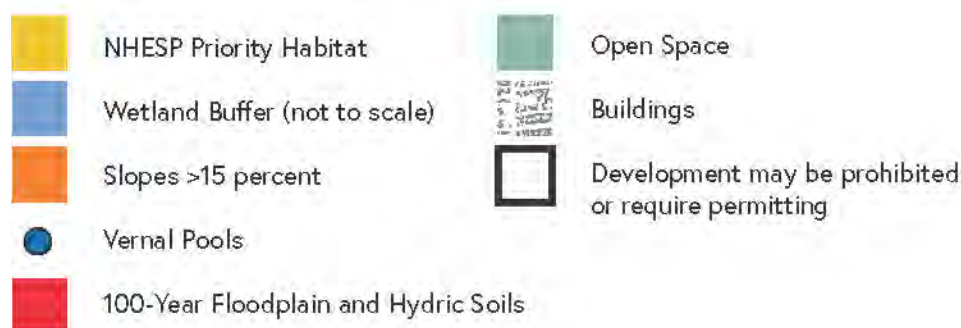 NHESP Priority Habitat
Wetland Buffer (not to scale)
Slopes >15 percent
Vernal Pools
100-Year Floodplain and Hydric Soils
Open Space
Buildings
Development may be prohibited
or require permitting